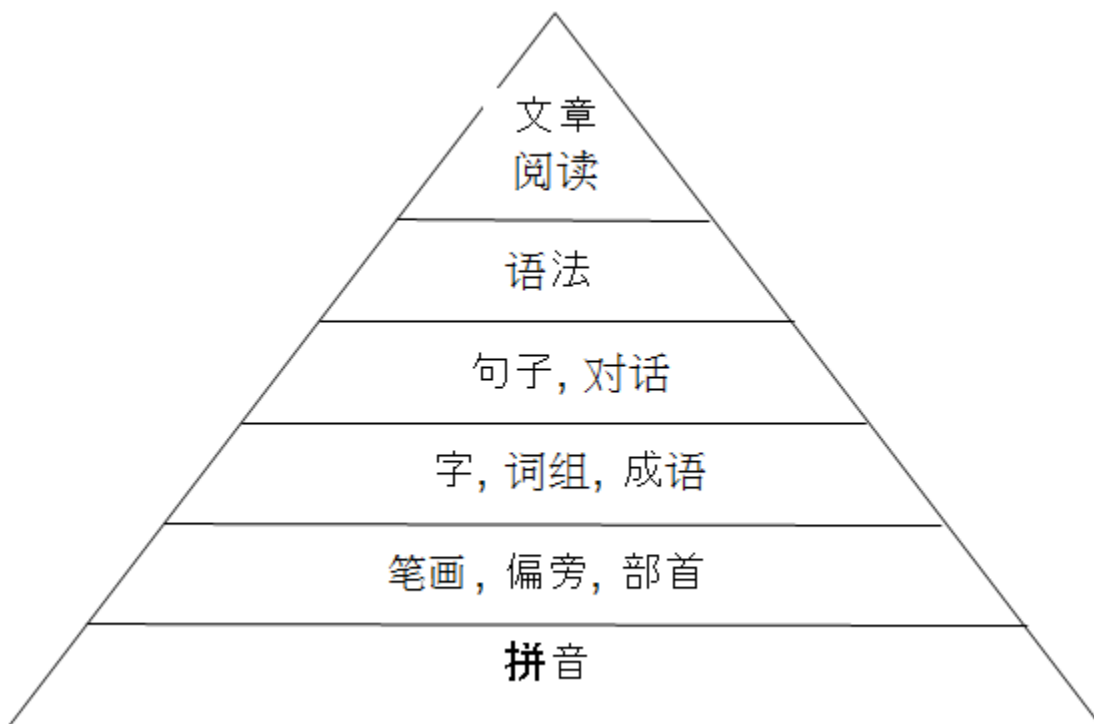 文章
阅读
语法
句子, 对话
字, 词组, 成语
笔画, 偏旁, 部首
拼音